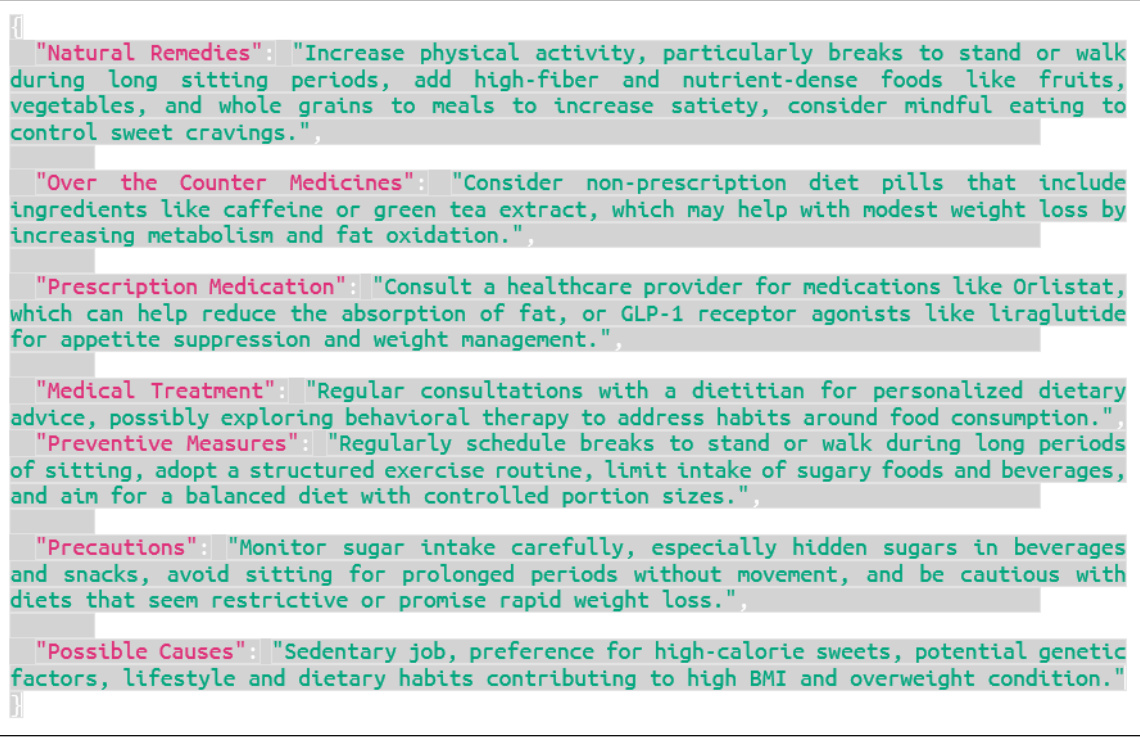 {
"Natural Remedies": "Increase physical activity, particularly breaks to stand or walk
during long sitting periods, add high-fiber and nutrient-dense foods like fruits,
vegetables, and whole grains to meals to increase satiety, consider mindful eating to
control sweet cravings.",
"Over the Counter Medicines": "Consider non-prescription diet pills that include
ingredients like caffeine or green tea extract, which may help with modest weight loss by
increasing metabolism and fat oxidation.",
"Prescription Medication": "Consult a healthcare provider for medications like Orlistat,
which can help reduce the absorption of fat, or GLP-1 receptor agonists like liraglutide
for appetite suppression and weight management.",
"Medical Treatment": "Regular consultations with a dietitian for personalized dietary
advice, possibly exploring behavioral therapy to address habits around food consumption.",
"Preventive Measures": "Regularly schedule breaks to stand or walk during long periods
of sitting, adopt a structured exercise routine, limit intake of sugary foods and beverages,
and aim for a balanced diet with controlled portion sizes.",
"Precautions": "Monitor sugar intake carefully, especially hidden sugars in beverages
and snacks, avoid sitting for prolonged periods without movement, and be cautious with
diets that seem restrictive or promise rapid weight loss.",
"Possible Causes": "Sedentary job, preference for high-calorie sweets, potential genetic
factors, lifestyle and dietary habits contributing to high BMI and overweight condition."
}